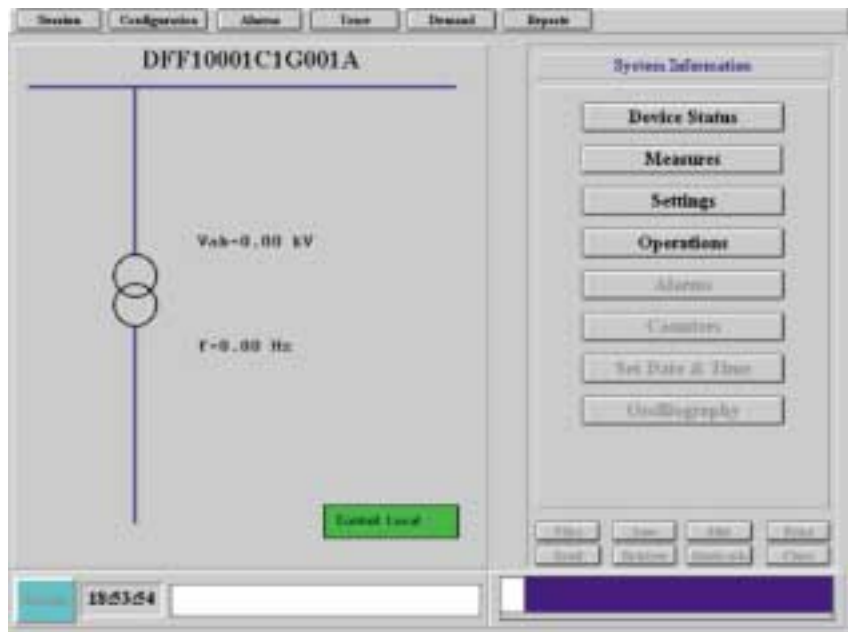 Session Configuration Alarms Trace Demand Reports
DFF10001C1G001A
System Information
Device Status
Measures
Settings
Operations
Alarms
Counters
Set Date & Time
Oscillography
Vab=0.00 kV
f=0.00 Hz
Control Local
Print
Close
18:53:54